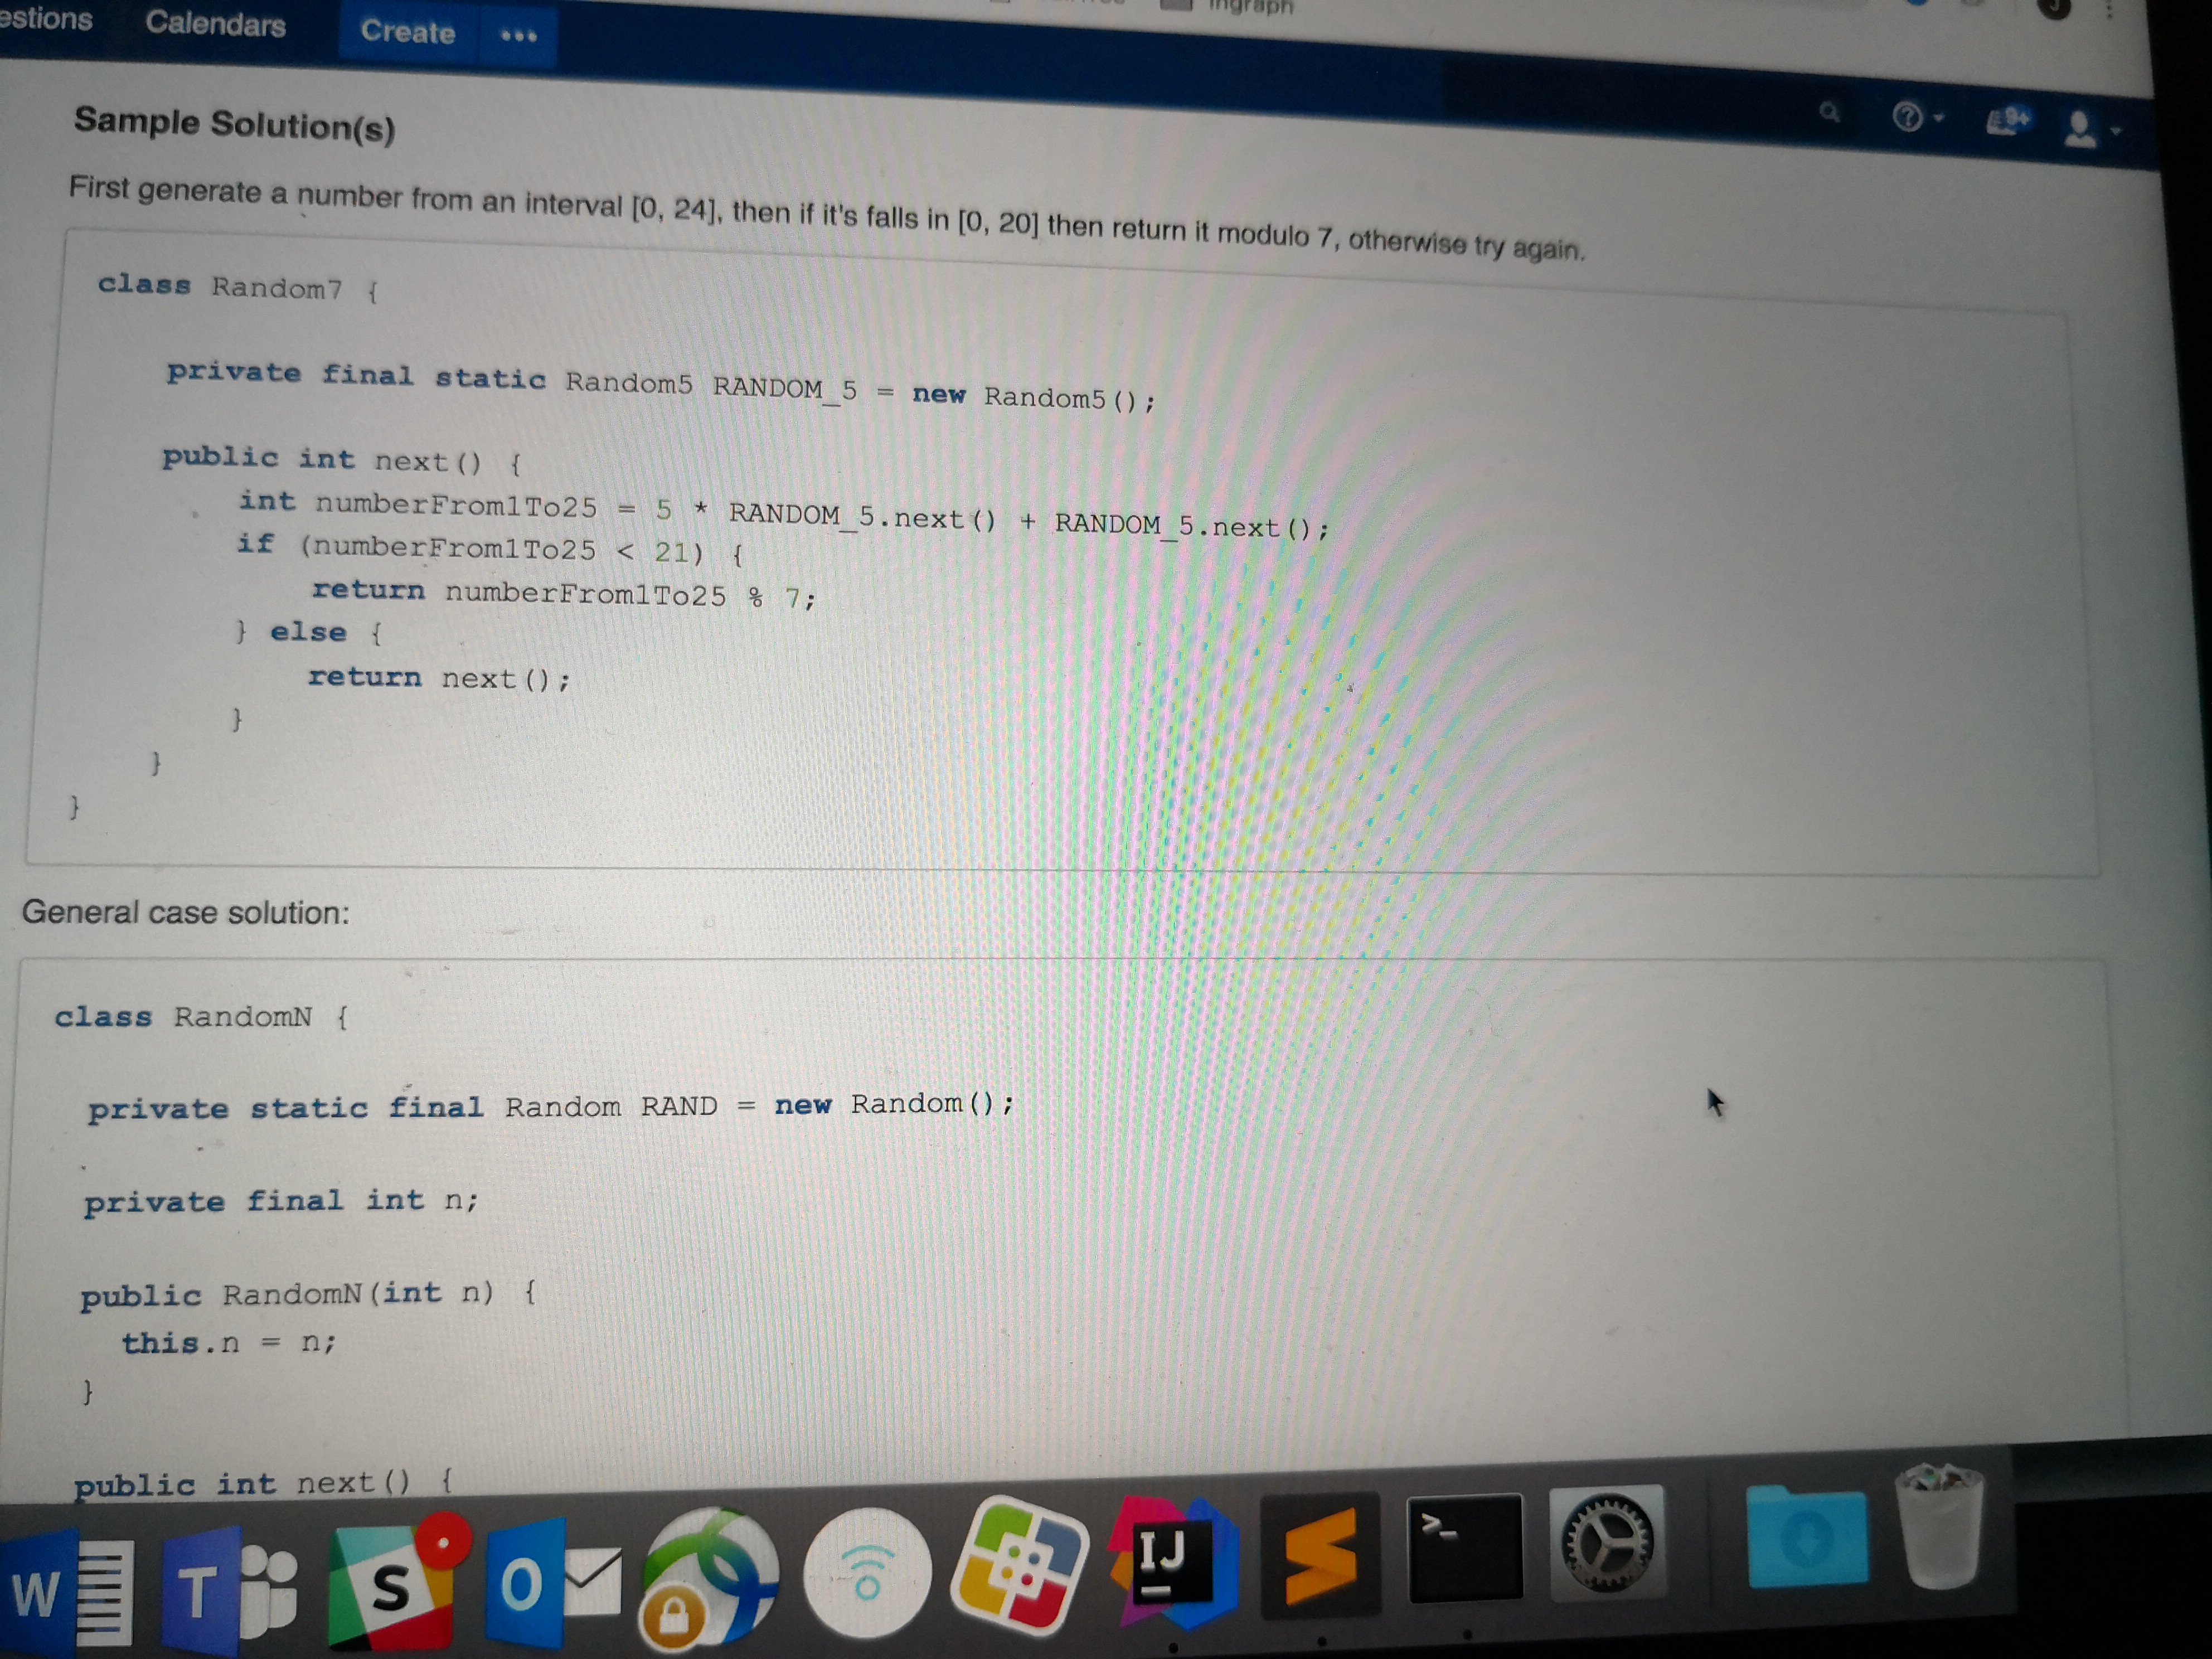 ingraph
estions Calendars Create •••
9+
Sample Solution(s)
First generate a number from an interval [0, 24], then if it's falls in [0, 20] then return it modulo 7, otherwise try again.
class Random7 {
private final static Random5 RANDOM_5 = new Random5();
public int next() {
int numberFrom1To25 = 5 * RANDOM_5.next() + RANDOM_5.next();
if (numberFrom1To25 < 21) {
return numberFrom1To25 % 7;
} else {
return next();
}
}
}
General case solution:
class RandomN {
private static final Random RAND = new Random();
private final int n;
public RandomN(int n) {
this.n = n;
}
public int next() {
W T S O IJ >_